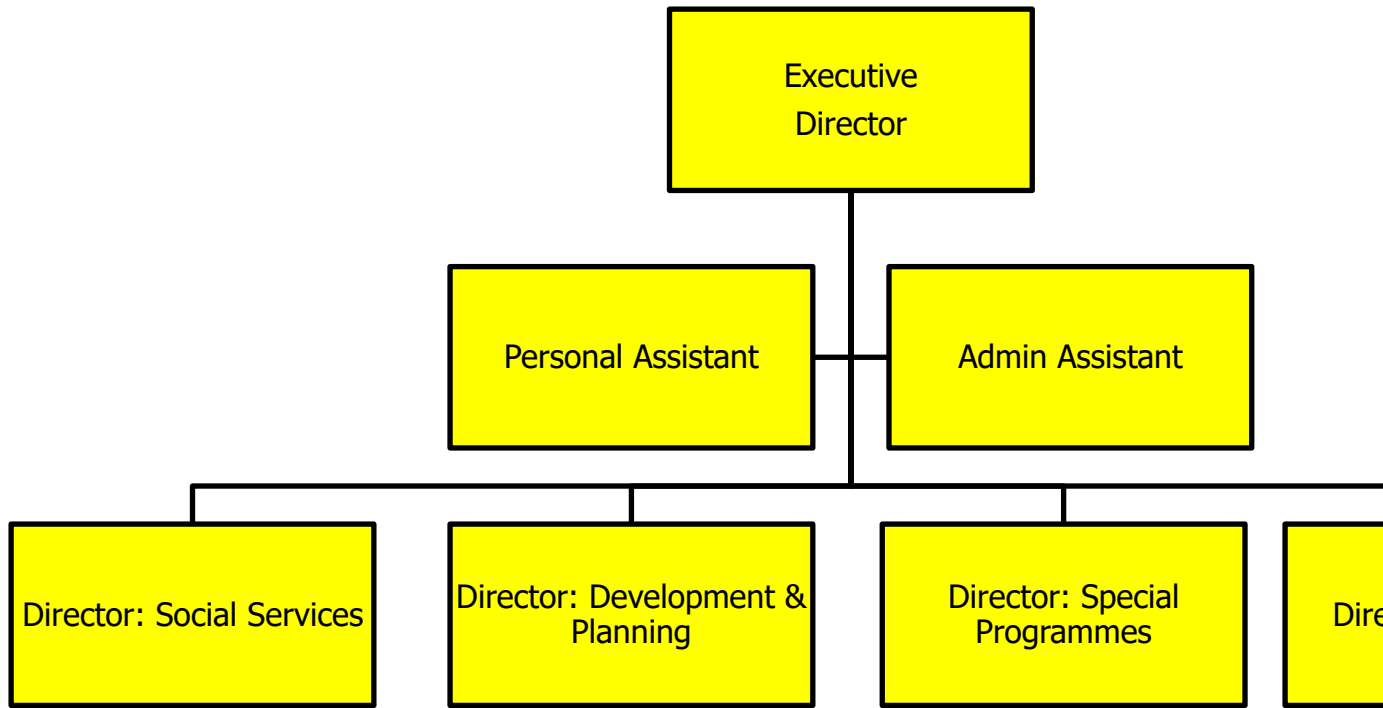 Executive
Director
Personal Assistant
Admin Assistant
Director: Social Services
Director: Development &
Planning
Director: Special
Programmes